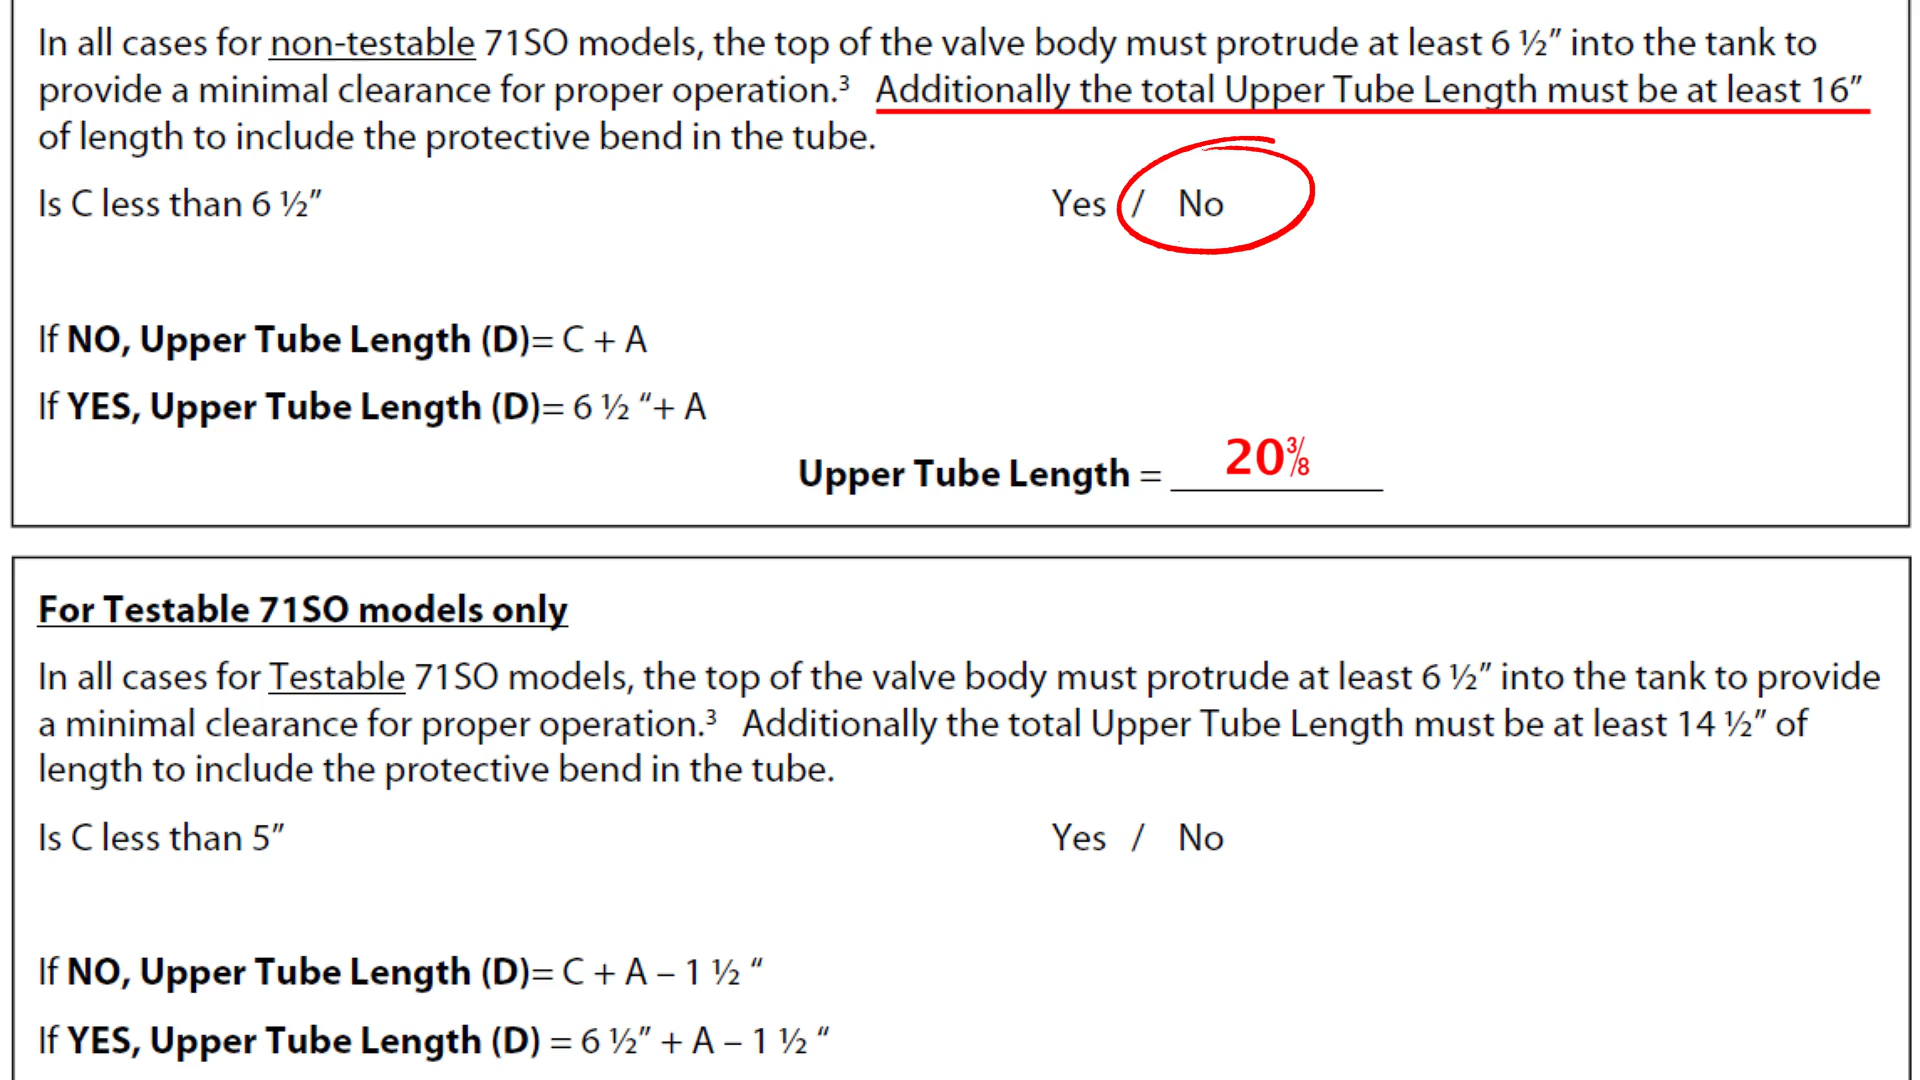 In all cases for non-testable 71SO models, the top of the valve body must protrude at least 6 ½” into the tank to
provide a minimal clearance for proper operation.³ Additionally the total Upper Tube Length must be at least 16”
of length to include the protective bend in the tube.
Is C less than 6 ½” Yes / No
If NO, Upper Tube Length (D)= C + A
If YES, Upper Tube Length (D)= 6 ½ “+ A
Upper Tube Length = 20⅜
For Testable 71SO models only
In all cases for Testable 71SO models, the top of the valve body must protrude at least 6 ½” into the tank to provide
a minimal clearance for proper operation.³ Additionally the total Upper Tube Length must be at least 14 ½” of
length to include the protective bend in the tube.
Is C less than 5” Yes / No
If NO, Upper Tube Length (D)= C + A – 1 ½ “
If YES, Upper Tube Length (D) = 6 ½” + A – 1 ½ “